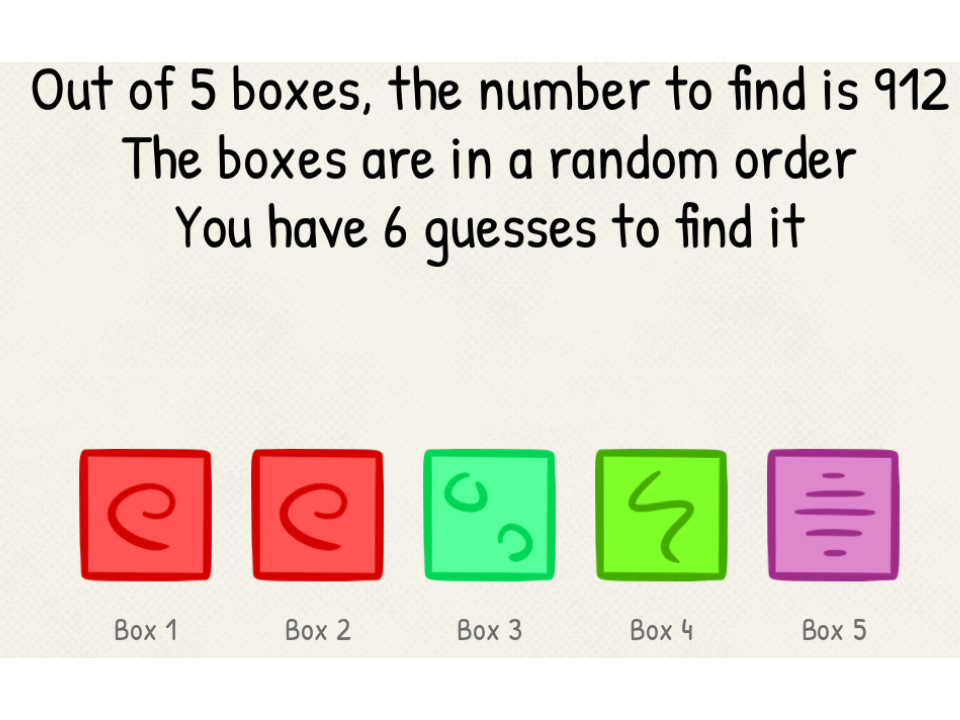 Out of 5 boxes, the number to find is 912
The boxes are in a random order
You have 6 guesses to find it
Box 1 Box 2 Box 3 Box 4 Box 5